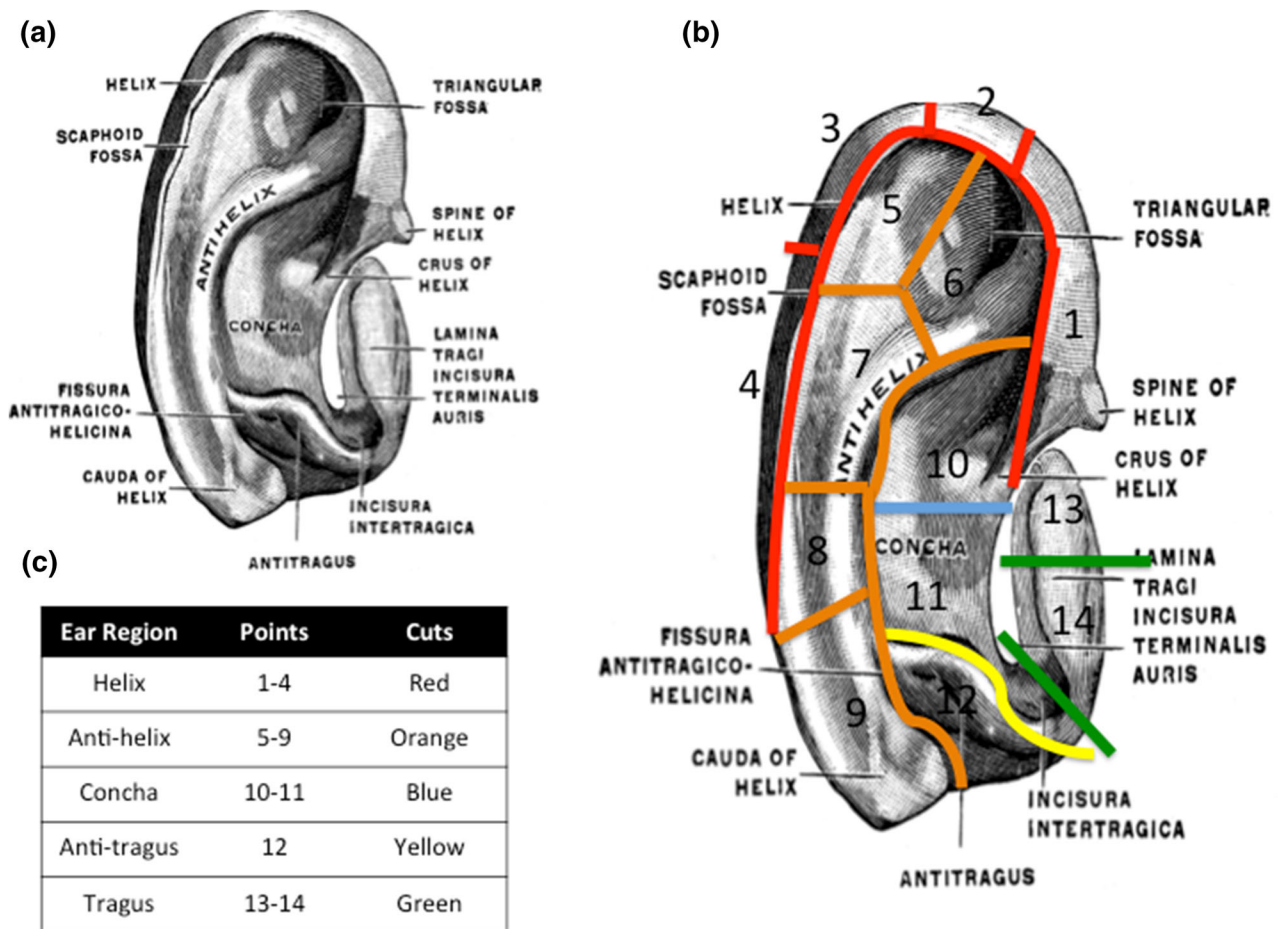 (a)
HELIX
SCAPHOID
FOSSA
ANTIHELIX
CONCHA
FISSURA
ANTITRAGICO-
HELICINA
CAUDA OF
HELIX
ANTITRAGUS
TRIANGULAR
FOSSA
SPINE OF
HELIX
CRUS OF
HELIX
LAMINA
TRAGI
INCISURA
TERMINALIS
AURIS
INCISURA
INTERTRAGICA
(b)
2
3
HELIX
5
TRIANGULAR
FOSSA
SCAPHOID
FOSSA
6
1
7
4
ANTIHELIX
SPINE OF
HELIX
10
CRUS OF
HELIX
13
8
CONCHA
LAMINA
TRAGI
INCISURA
TERMINALIS
AURIS
11
14
FISSURA
ANTITRAGICO-
HELICINA
12
9
CAUDA OF
HELIX
INCISURA
INTERTRAGICA
ANTITRAGUS
(c)
Ear Region Points Cuts
Helix 1-4 Red
Anti-helix 5-9 Orange
Concha 10-11 Blue
Anti-tragus 12 Yellow
Tragus 13-14 Green